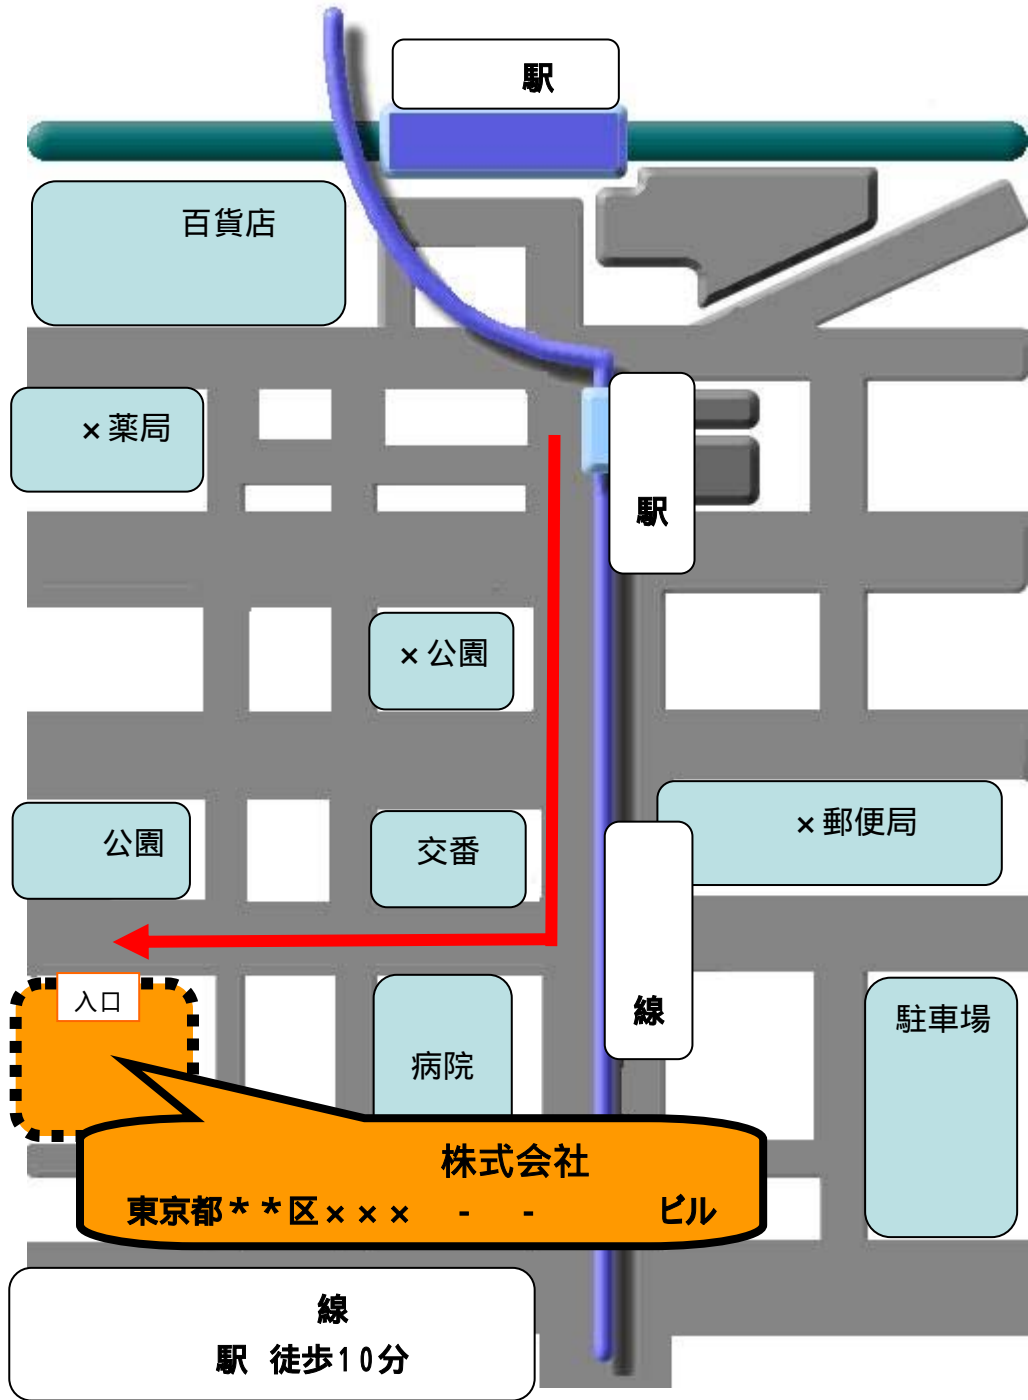 駅
百貨店
×薬局
駅
×公園
公園
交番
×郵便局
線
入口
病院
駐車場
株式会社
東京都**区××× - - ビル
線
駅 徒歩10分